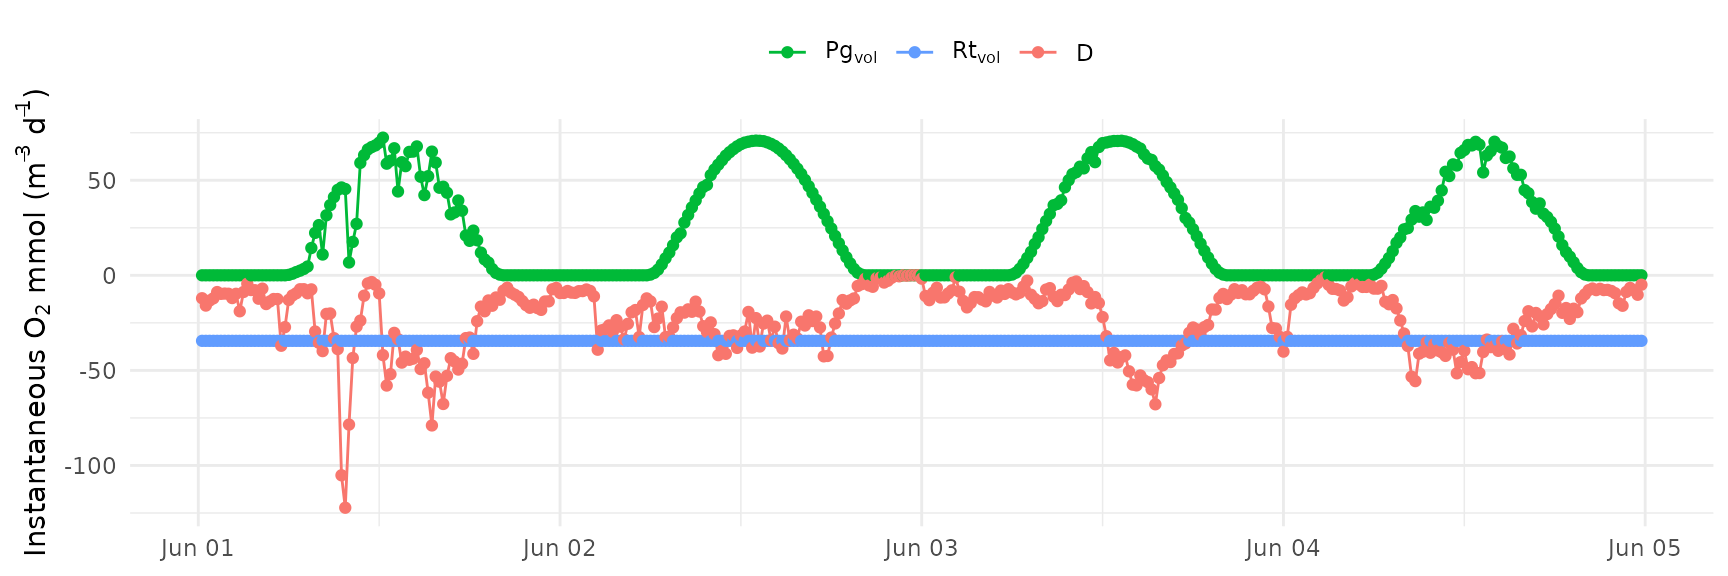 Pgvol Rtvol D
Instantaneous O2 mmol (m−3 d−1)
50
0
-50
-100
Jun 01 Jun 02 Jun 03 Jun 04 Jun 05